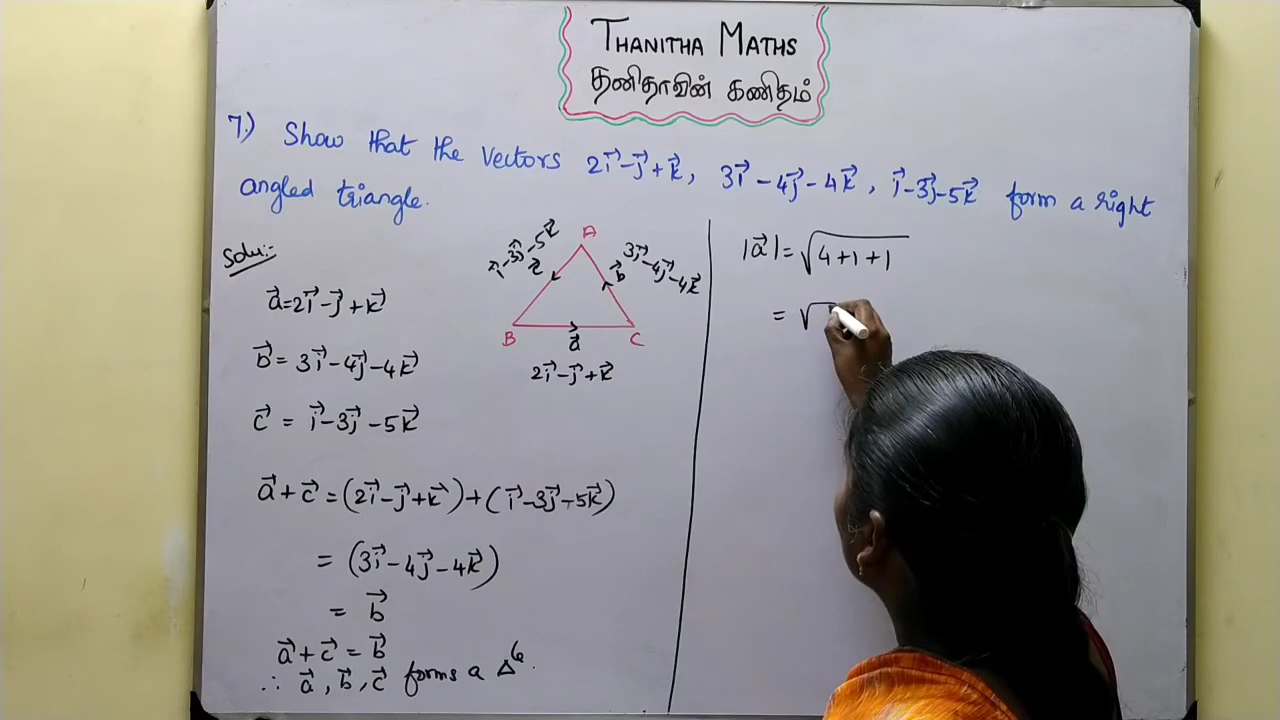 THANITHA MATHS
தனிதாவின் கணிதம்
7.) Show that the vectors 2i⃗-j⃗+k⃗, 3i⃗-4j⃗-4k⃗, i⃗-3j⃗-5k⃗ form a right
angled triangle.
Solu:-
a⃗=2i⃗-j⃗+k⃗
b⃗=3i⃗-4j⃗-4k⃗
c⃗=i⃗-3j⃗-5k⃗
a⃗+c⃗=(2i⃗-j⃗+k⃗)+(i⃗-3j⃗-5k⃗)
=(3i⃗-4j⃗-4k⃗)
=b⃗
a⃗+c⃗=b⃗
∴ a⃗, b⃗, c⃗ forms a Δ
A
i⃗-3j⃗-5k⃗
c⃗
3i⃗-4j⃗-4k⃗
b⃗
B
C
a⃗
2i⃗-j⃗+k⃗
|a⃗|=√4+1+1
=√